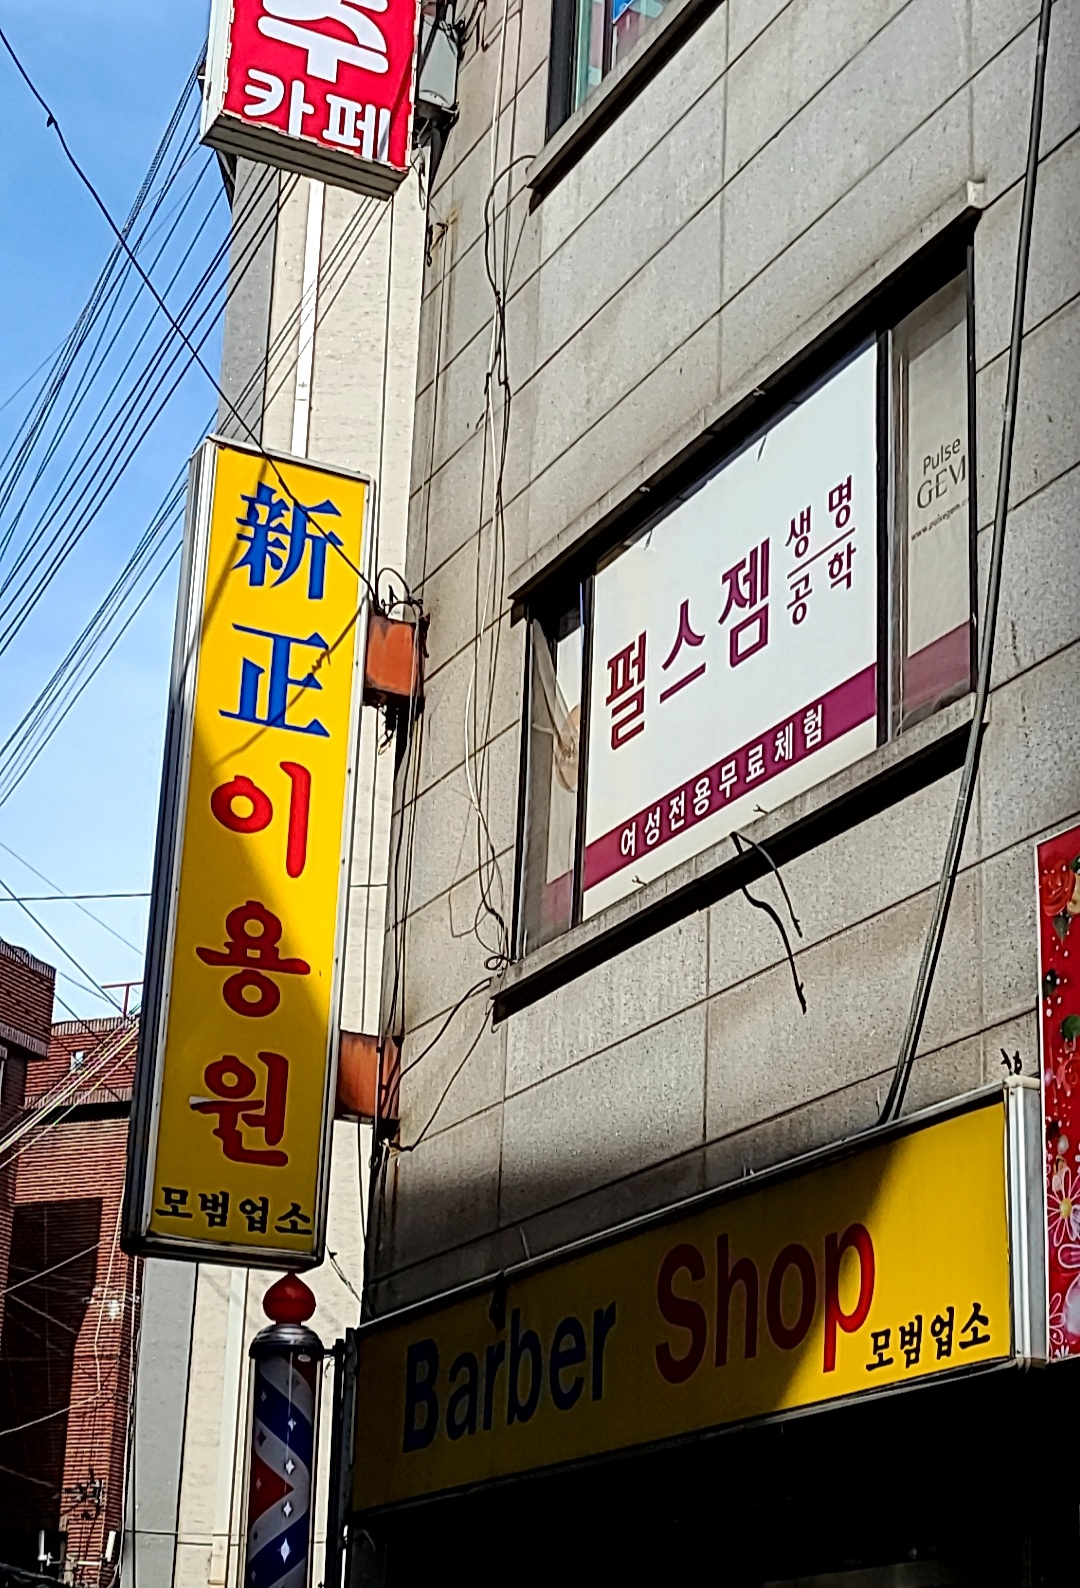 주
카페
新正이용원
모범업소
펄스젬
생명
공학
여성전용무료체험
Pulse
GEM
Barber Shop
모범업소